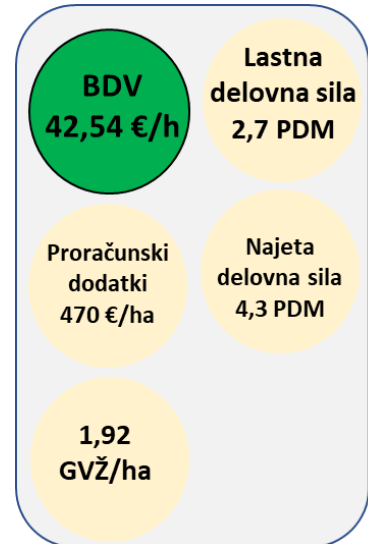 BDV
42,54 €/h
Lastna
delovna sila
2,7 PDM
Proračunski
dodatki
470 €/ha
Najeta
delovna sila
4,3 PDM
1,92
GVŽ/ha